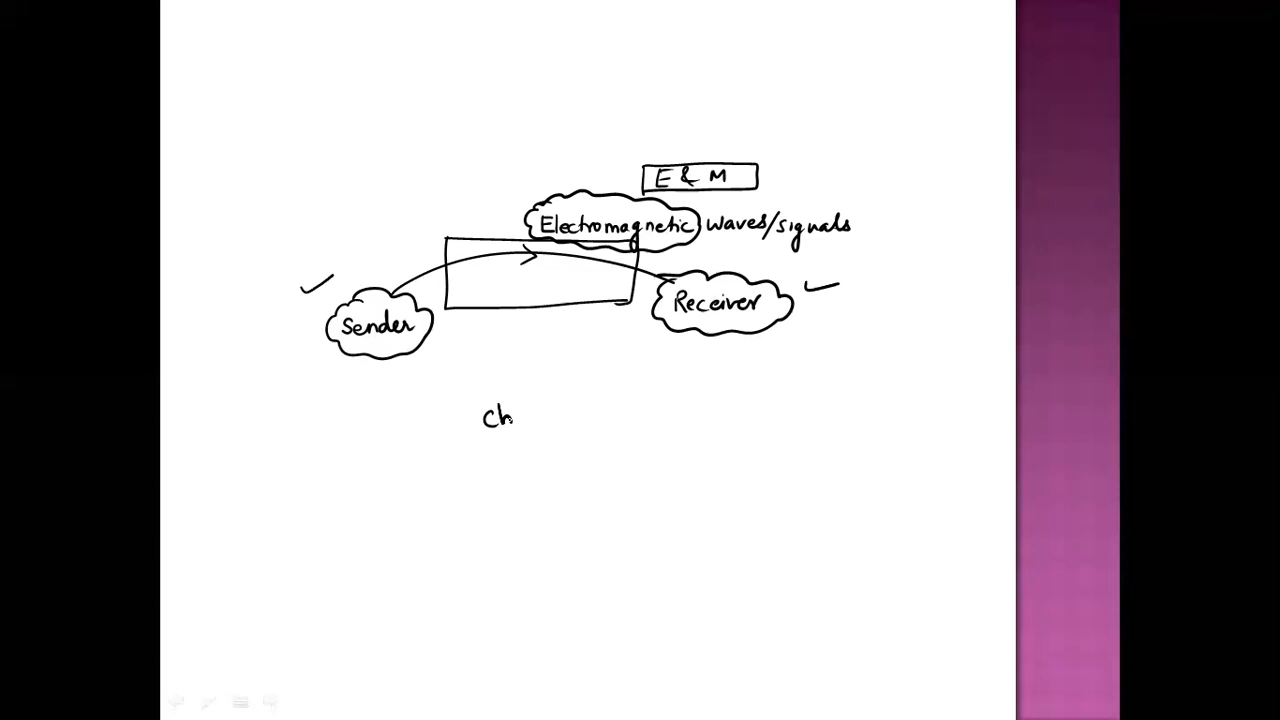 E & M
Electromagnetic waves/signals
Sender
Receiver
Ch